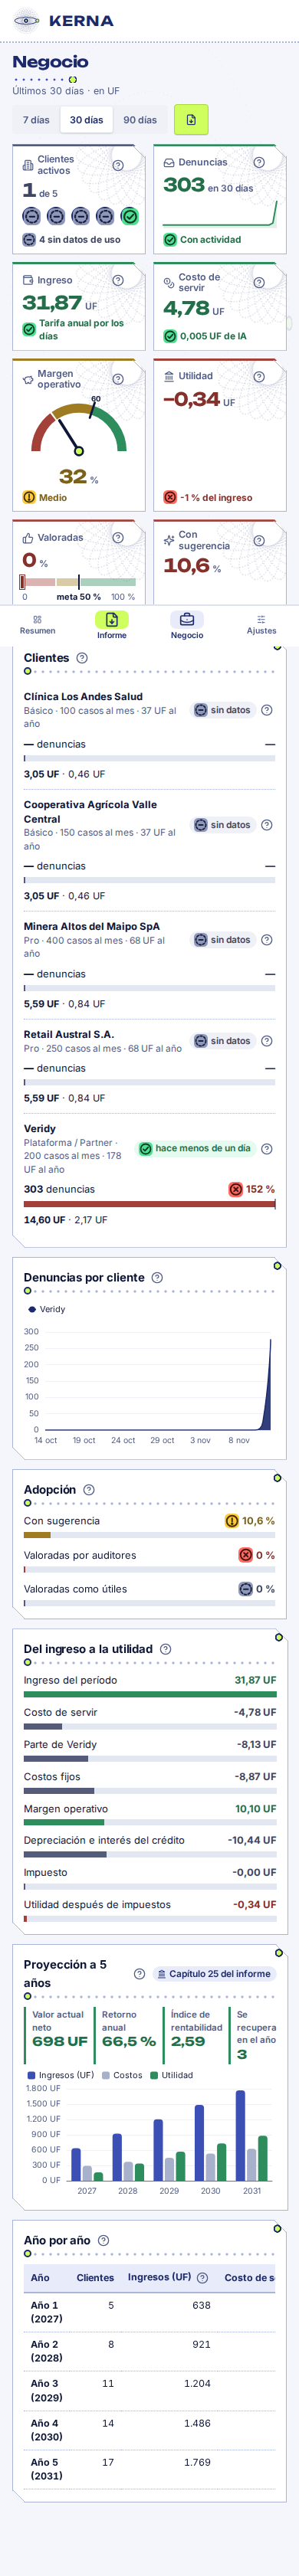 KERNA
Negocio
Últimos 30 días · en UF
7 días
30 días
90 días
Clientes
activos
1 de 5
4 sin datos de uso
Denuncias
303 en 30 días
Con actividad
Ingreso
31,87 UF
Tarifa anual por los
días
Costo de
servir
4,78 UF
0,005 UF de IA
Margen
operativo
60
32 %
Medio
Utilidad
−0,34 UF
-1 % del ingreso
Valoradas
0 %
0
meta 50 %
100 %
Con
sugerencia
10,6 %
Resumen
Informe
Negocio
Ajustes
Clientes
Clínica Los Andes Salud
Básico · 100 casos al mes · 37 UF al
año
sin datos
— denuncias
—
3,05 UF · 0,46 UF
Cooperativa Agrícola Valle
Central
Básico · 150 casos al mes · 37 UF al
año
sin datos
— denuncias
—
3,05 UF · 0,46 UF
Minera Altos del Maipo SpA
Pro · 400 casos al mes · 68 UF al
año
sin datos
— denuncias
—
5,59 UF · 0,84 UF
Retail Austral S.A.
Pro · 250 casos al mes · 68 UF al año
sin datos
— denuncias
—
5,59 UF · 0,84 UF
Veridy
Plataforma / Partner ·
200 casos al mes · 178
UF al año
hace menos de un día
303 denuncias
152 %
14,60 UF · 2,17 UF
Denuncias por cliente
Veridy
300
250
200
150
100
50
0
14 oct
19 oct
24 oct
29 oct
3 nov
8 nov
Adopción
Con sugerencia
10,6 %
Valoradas por auditores
0 %
Valoradas como útiles
0 %
Del ingreso a la utilidad
Ingreso del período
31,87 UF
Costo de servir
-4,78 UF
Parte de Veridy
-8,13 UF
Costos fijos
-8,87 UF
Margen operativo
10,10 UF
Depreciación e interés del crédito
-10,44 UF
Impuesto
-0,00 UF
Utilidad después de impuestos
-0,34 UF
Proyección a 5
años
Capítulo 25 del informe
Valor actual
neto
698 UF
Retorno
anual
66,5 %
Índice de
rentabilidad
2,59
Se
recupera
en el año
3
Ingresos (UF)
Costos
Utilidad
1.800 UF
1.500 UF
1.200 UF
900 UF
600 UF
300 UF
0 UF
2027
2028
2029
2030
2031
Año por año
Año
Clientes
Ingresos (UF)
Costo de s
Año 1
(2027)
5
638
Año 2
(2028)
8
921
Año 3
(2029)
11
1.204
Año 4
(2030)
14
1.486
Año 5
(2031)
17
1.769